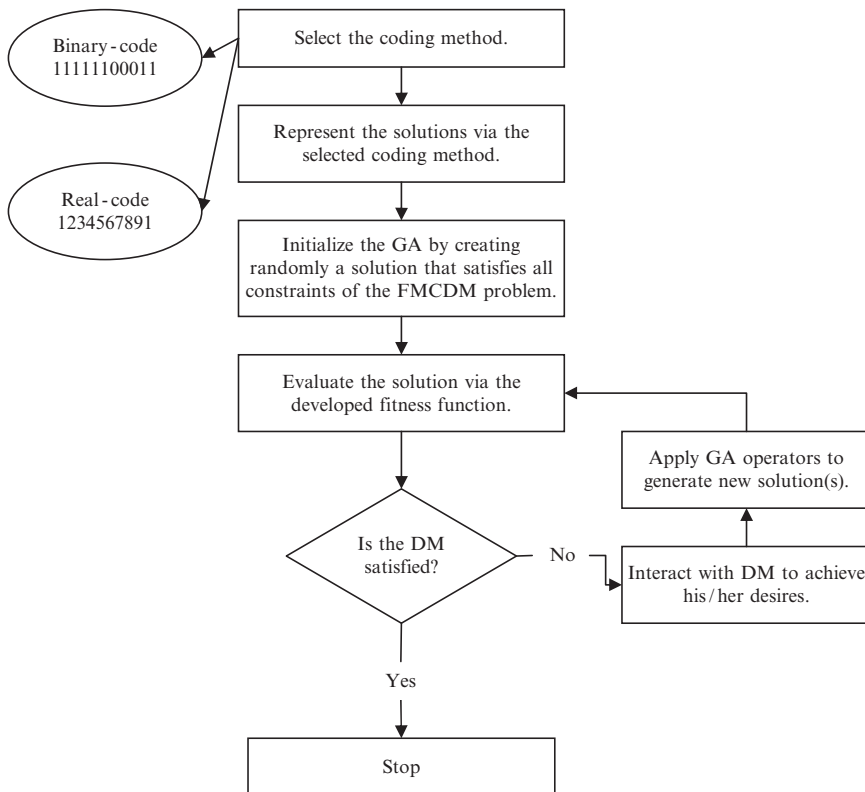 Binary-code
11111100011
Select the coding method.
Represent the solutions via the
selected coding method.
Real-code
1234567891
Initialize the GA by creating
randomly a solution that satisfies all
constraints of the FMCDM problem.
Evaluate the solution via the
developed fitness function.
Apply GA operators to
generate new solution(s).
Is the DM
satisfied?
No
Interact with DM to achieve
his/her desires.
Yes
Stop